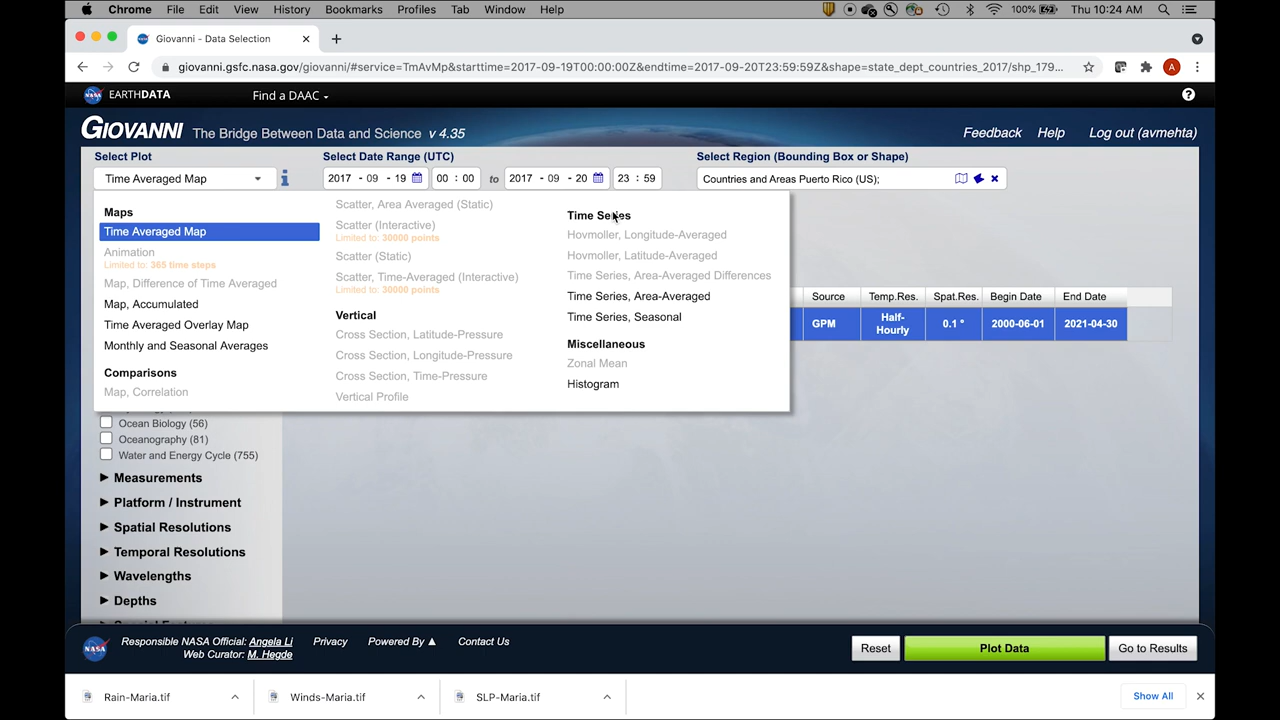 Chrome File Edit View History Bookmarks Profiles Tab Window Help 100% Thu 10:24 AM
Giovanni - Data Selection
giovanni.gsfc.nasa.gov/giovanni/#service=TmAvMp&starttime=2017-09-19T00:00:00Z&endtime=2017-09-20T23:59:59Z&shape=state_dept_countries_2017/shp_179...
A
EARTHDATA Find a DAAC
GIOVANNI The Bridge Between Data and Science v 4.35 Feedback Help Log out (avmehta)
Select Plot Select Date Range (UTC) Select Region (Bounding Box or Shape)
Time Averaged Map 2017 - 09 - 19 00 : 00 to 2017 - 09 - 20 23 : 59 Countries and Areas Puerto Rico (US);
Maps
Time Averaged Map
Animation
Limited to: 365 time steps
Map, Difference of Time Averaged
Map, Accumulated
Time Averaged Overlay Map
Monthly and Seasonal Averages
Comparisons
Map, Correlation
Scatter, Area Averaged (Static)
Scatter (Interactive)
Limited to: 30000 points
Scatter (Static)
Scatter, Time-Averaged (Interactive)
Limited to: 30000 points
Vertical
Cross Section, Latitude-Pressure
Cross Section, Longitude-Pressure
Cross Section, Time-Pressure
Vertical Profile
Time Series
Hovmoller, Longitude-Averaged
Hovmoller, Latitude-Averaged
Time Series, Area-Averaged Differences
Time Series, Area-Averaged
Time Series, Seasonal
Miscellaneous
Zonal Mean
Histogram
Source Temp.Res. Spat.Res. Begin Date End Date
GPM Half-Hourly 0.1 ° 2000-06-01 2021-04-30
Ocean Biology (56)
Oceanography (81)
Water and Energy Cycle (755)
Measurements
Platform / Instrument
Spatial Resolutions
Temporal Resolutions
Wavelengths
Depths
Responsible NASA Official: Angela Li Privacy Powered By Contact Us
Web Curator: M. Hegde
Reset Plot Data Go to Results
Rain-Maria.tif Winds-Maria.tif SLP-Maria.tif Show All